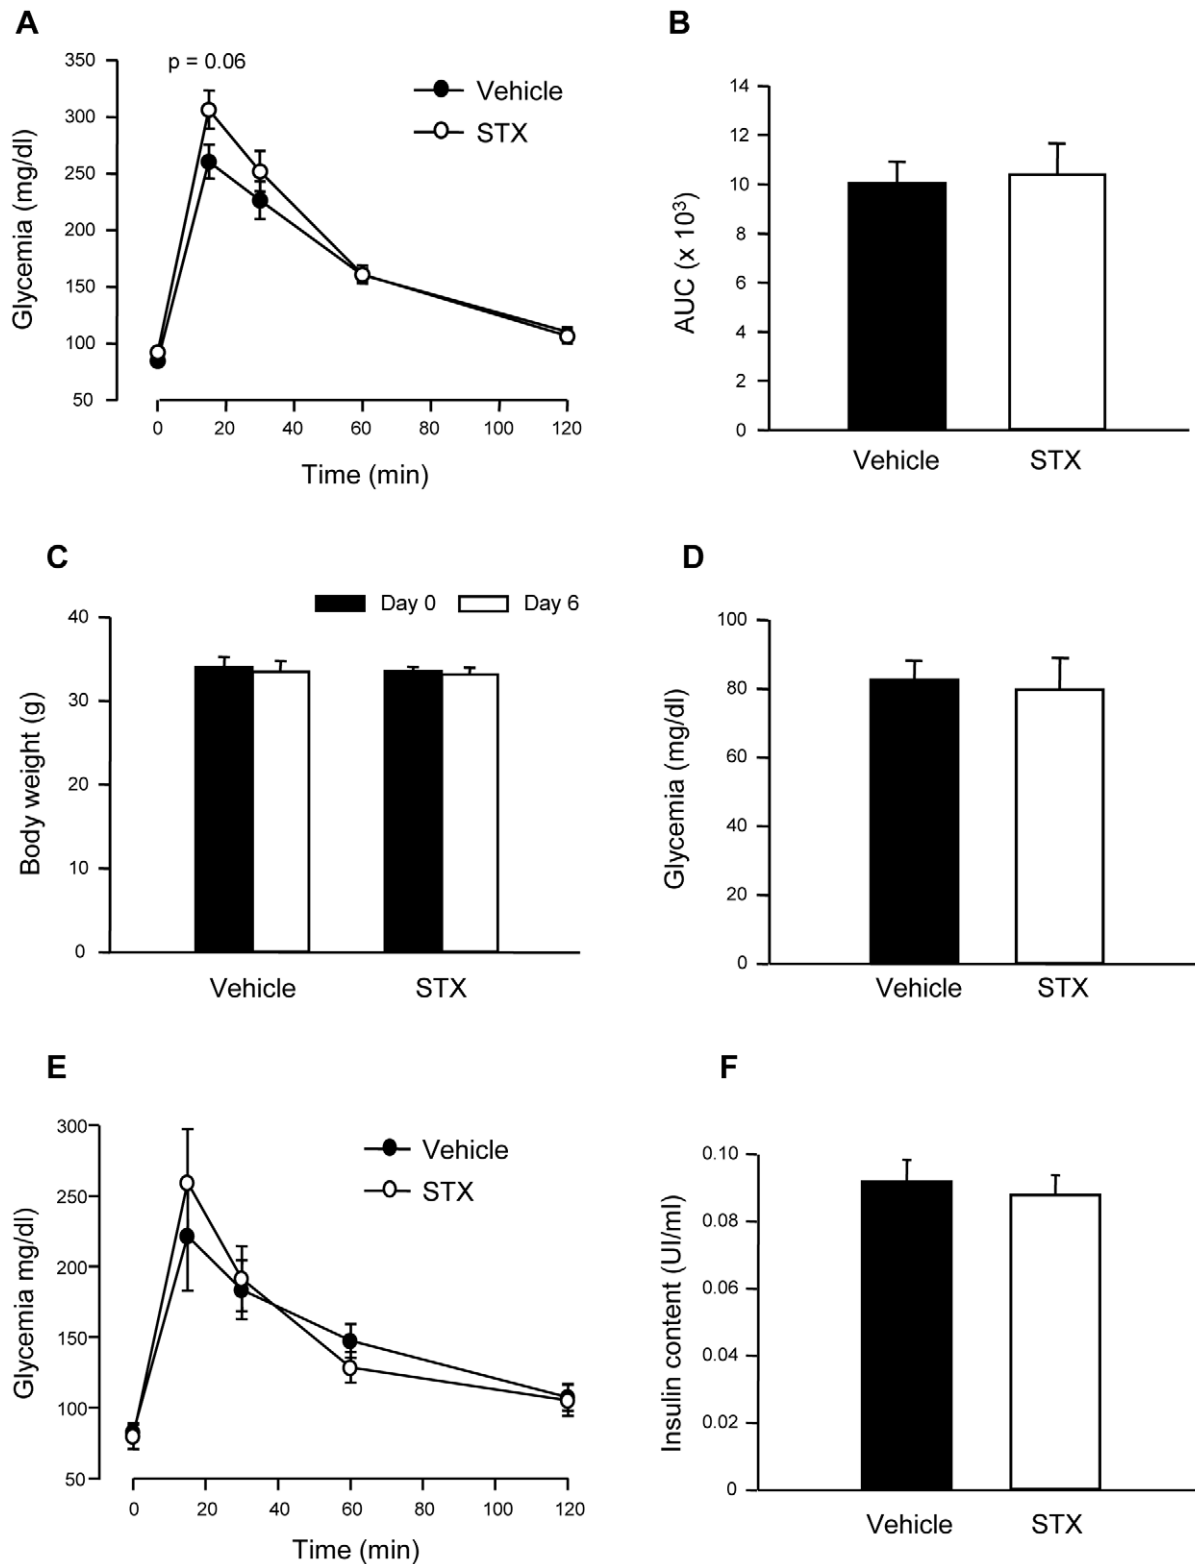 A
p = 0.06
350
300
250
200
150
100
50
Glycemia (mg/dl)
Vehicle
STX
0 20 40 60 80 100 120
Time (min)
B
14
12
10
8
6
4
2
0
AUC (x 10³)
Vehicle STX
C
Day 0 Day 6
40
30
20
10
0
Body weight (g)
Vehicle STX
D
100
80
60
40
20
0
Glycemia (mg/dl)
Vehicle STX
E
300
250
200
150
100
50
Glycemia mg/dl)
Vehicle
STX
0 20 40 60 80 100 120
Time (min)
F
0.10
0.08
0.06
0.04
0.02
0
Insulin content (UI/ml)
Vehicle STX